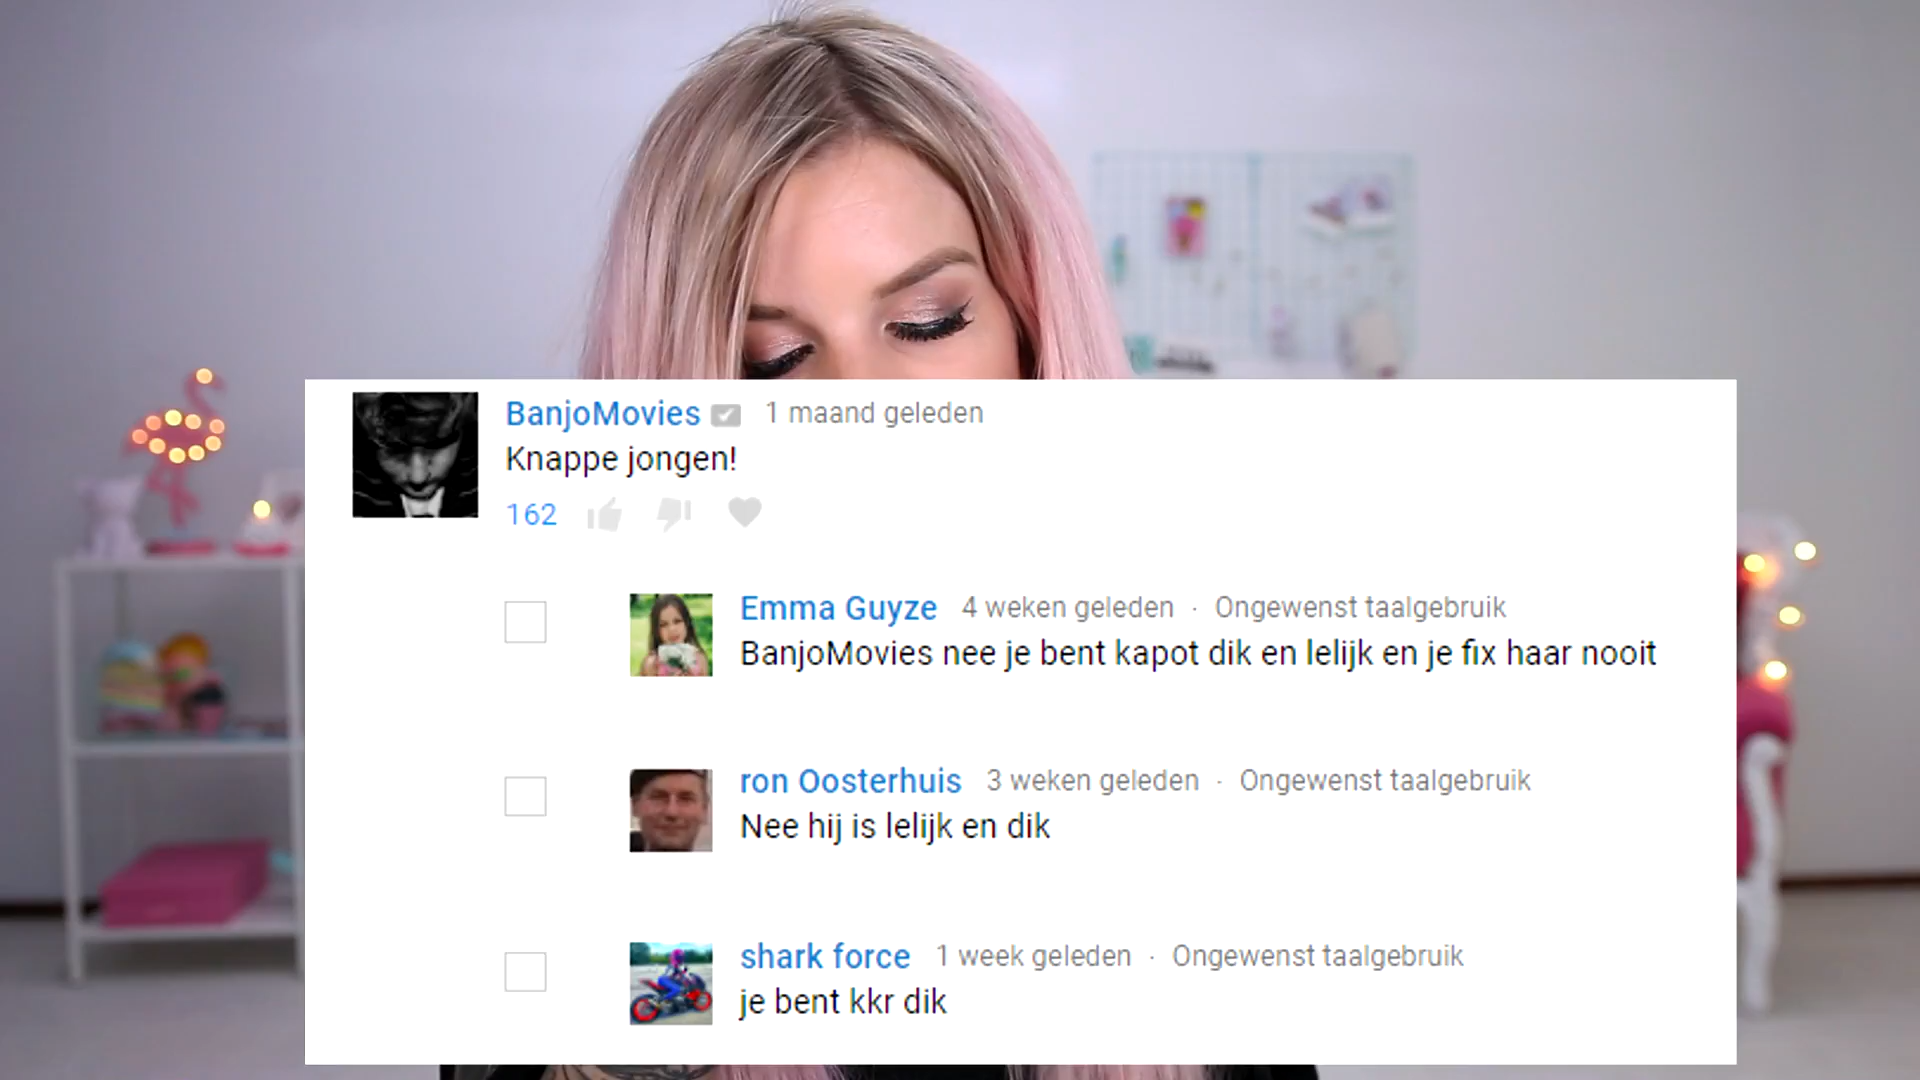 BanjoMovies 1 maand geleden
Knappe jongen!
162
Emma Guyze 4 weken geleden · Ongewenst taalgebruik
BanjoMovies nee je bent kapot dik en lelijk en je fix haar nooit
ron Oosterhuis 3 weken geleden · Ongewenst taalgebruik
Nee hij is lelijk en dik
shark force 1 week geleden · Ongewenst taalgebruik
je bent kkr dik